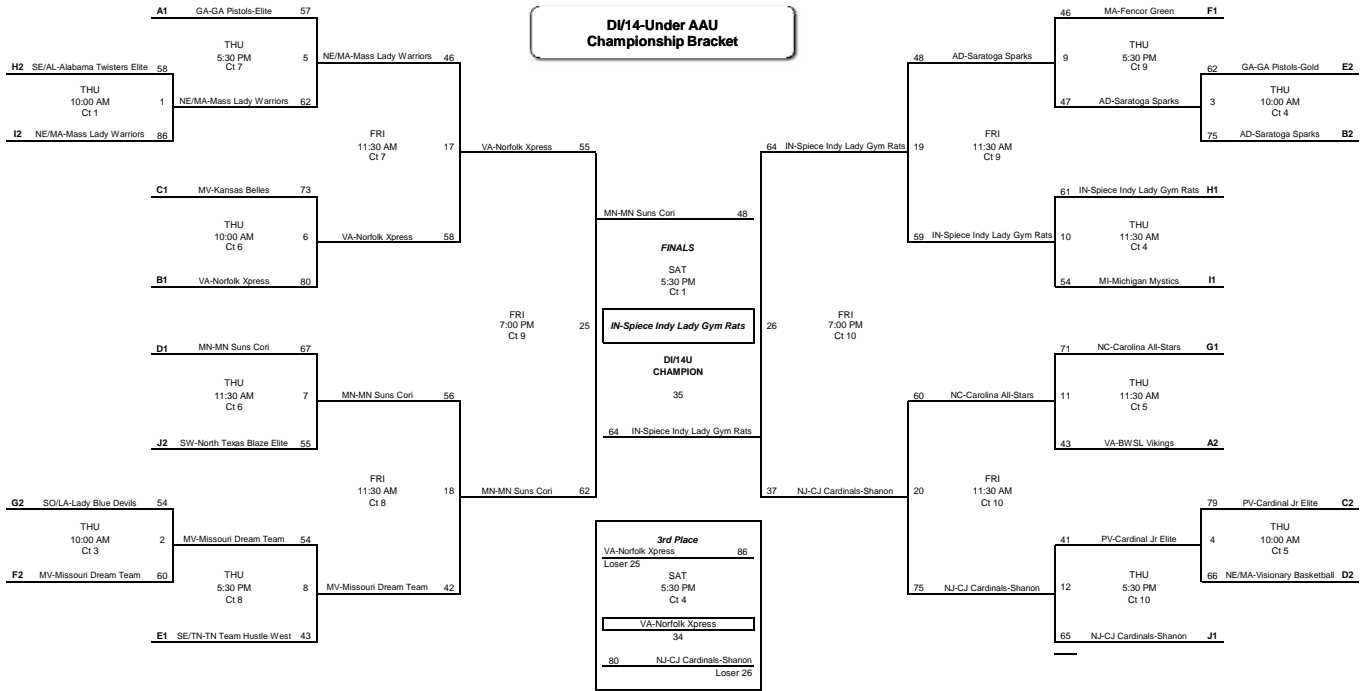 DI/14-Under AAU
Championship Bracket
A1 GA-GA Pistols-Elite 57
THU
5:30 PM
Ct 7
5
NE/MA-Mass Lady Warriors 46
H2 SE/AL-Alabama Twisters Elite 58
THU
10:00 AM
Ct 1
1
NE/MA-Mass Lady Warriors 62
I2 NE/MA-Mass Lady Warriors 86
FRI
11:30 AM
Ct 7
17
VA-Norfolk Xpress 55
C1 MV-Kansas Belles 73
THU
10:00 AM
Ct 6
6
VA-Norfolk Xpress 58
B1 VA-Norfolk Xpress 80
FRI
7:00 PM
Ct 9
25
D1 MN-MN Suns Cori 67
THU
11:30 AM
Ct 6
7
MN-MN Suns Cori 56
J2 SW-North Texas Blaze Elite 55
FRI
11:30 AM
Ct 8
18
MN-MN Suns Cori 62
G2 SO/LA-Lady Blue Devils 54
THU
10:00 AM
Ct 3
2
MV-Missouri Dream Team 54
F2 MV-Missouri Dream Team 60
THU
5:30 PM
Ct 8
8
MV-Missouri Dream Team 42
E1 SE/TN-TN Team Hustle West 43
MN-MN Suns Cori 48
FINALS
SAT
5:30 PM
Ct 1
IN-Spiece Indy Lady Gym Rats
DI/14U
CHAMPION
35
64 IN-Spiece Indy Lady Gym Rats
3rd Place
VA-Norfolk Xpress 86
Loser 25
SAT
5:30 PM
Ct 4
VA-Norfolk Xpress
34
80 NJ-CJ Cardinals-Shanon
Loser 26
46 MA-Fencor Green F1
THU
5:30 PM
Ct 9
9
48 AD-Saratoga Sparks
62 GA-GA Pistols-Gold E2
THU
10:00 AM
Ct 4
3
47 AD-Saratoga Sparks
75 AD-Saratoga Sparks B2
FRI
11:30 AM
Ct 9
19
64 IN-Spiece Indy Lady Gym Rats
61 IN-Spiece Indy Lady Gym Rats H1
THU
11:30 AM
Ct 4
10
59 IN-Spiece Indy Lady Gym Rats
54 MI-Michigan Mystics I1
FRI
7:00 PM
Ct 10
26
71 NC-Carolina All-Stars G1
THU
11:30 AM
Ct 5
11
60 NC-Carolina All-Stars
43 VA-BWSL Vikings A2
FRI
11:30 AM
Ct 10
20
37 NJ-CJ Cardinals-Shanon
79 PV-Cardinal Jr Elite C2
THU
10:00 AM
Ct 5
4
41 PV-Cardinal Jr Elite
66 NE/MA-Visionary Basketball D2
THU
5:30 PM
Ct 10
12
75 NJ-CJ Cardinals-Shanon
65 NJ-CJ Cardinals-Shanon J1